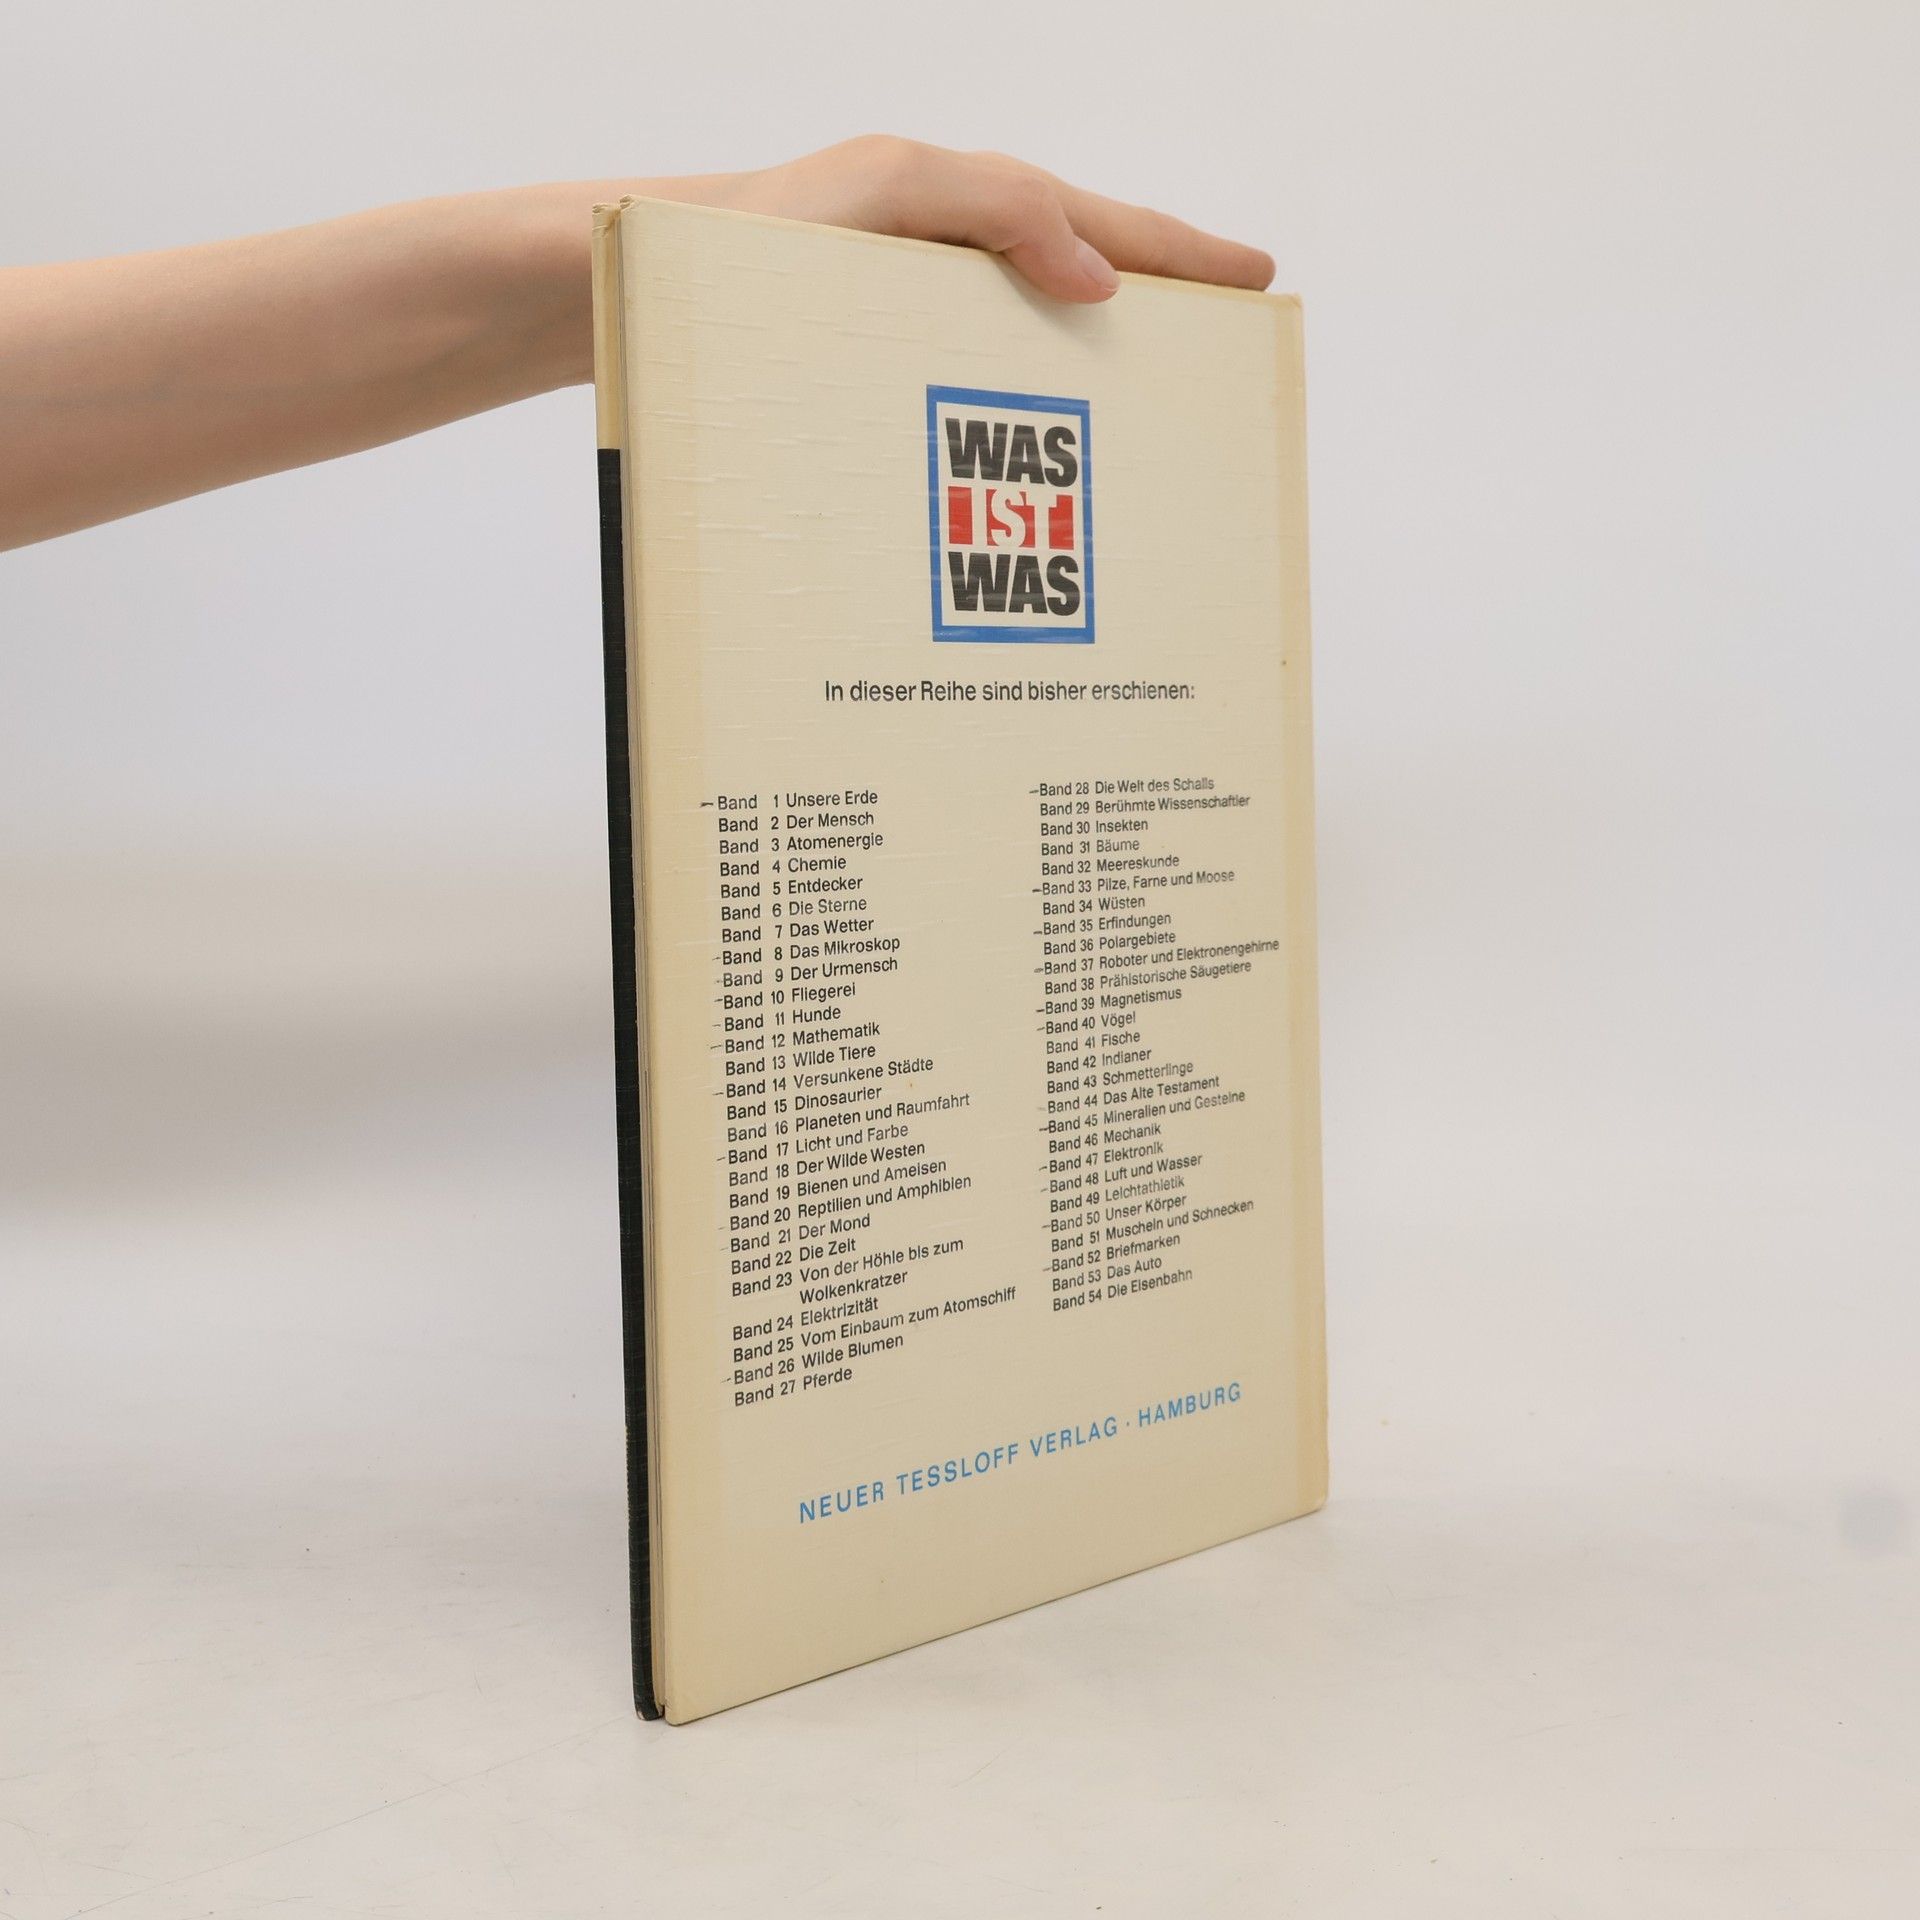 WAS
IST
WAS
In dieser Reihe sind bisher erschienen:
Band 1 Unsere Erde
Band 2 Der Mensch
Band 3 Atomenergie
Band 4 Chemie
Band 5 Entdecker
Band 6 Die Sterne
Band 7 Das Wetter
Band 8 Das Mikroskop
Band 9 Der Urmensch
Band 10 Fliegerei
Band 11 Hunde
Band 12 Mathematik
Band 13 Wilde Tiere
Band 14 Versunkene Städte
Band 15 Dinosaurier
Band 16 Planeten und Raumfahrt
Band 17 Licht und Farbe
Band 18 Der Wilde Westen
Band 19 Bienen und Ameisen
Band 20 Reptilien und Amphibien
Band 21 Der Mond
Band 22 Die Zeit
Band 23 Von der Höhle bis zum
Wolkenkratzer
Band 24 Elektrizität
Band 25 Vom Einbaum zum Atomschiff
Band 26 Wilde Blumen
Band 27 Pferde
Band 28 Die Welt des Schalls
Band 29 Berühmte Wissenschaftler
Band 30 Insekten
Band 31 Bäume
Band 32 Meereskunde
Band 33 Pilze, Farne und Moose
Band 34 Wüsten
Band 35 Erfindungen
Band 36 Polargebiete
Band 37 Roboter und Elektronengehirne
Band 38 Prähistorische Säugetiere
Band 39 Magnetismus
Band 40 Vögel
Band 41 Fische
Band 42 Indianer
Band 43 Schmetterlinge
Band 44 Das Alte Testament
Band 45 Mineralien und Gesteine
Band 46 Mechanik
Band 47 Elektronik
Band 48 Luft und Wasser
Band 49 Leichtathletik
Band 50 Unser Körper
Band 51 Muscheln und Schnecken
Band 52 Briefmarken
Band 53 Das Auto
Band 54 Die Eisenbahn
NEUER TESSLOFF VERLAG · HAMBURG